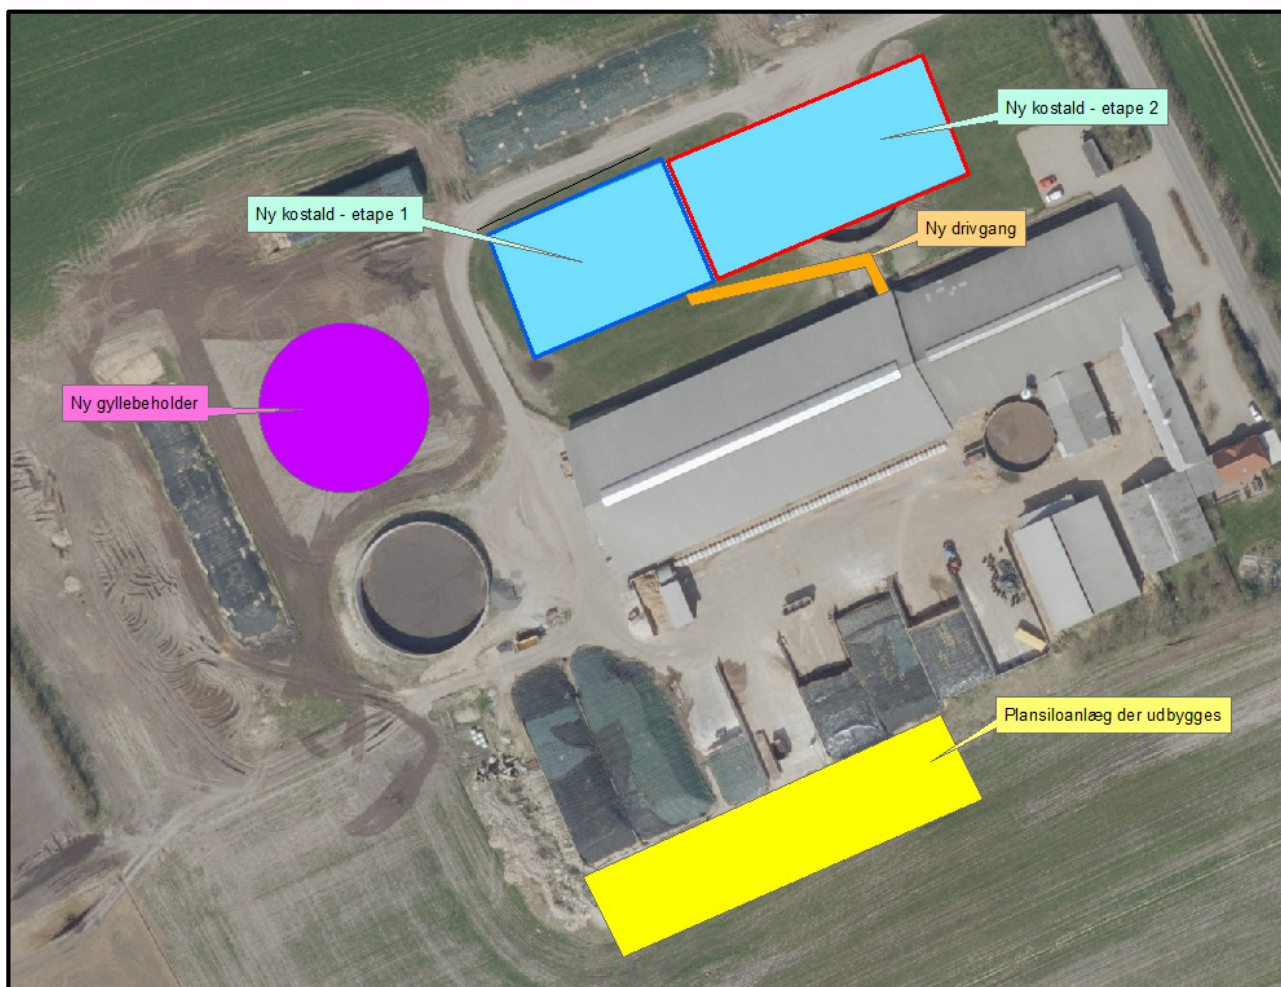 Ny kostald - etape 2
Ny kostald - etape 1
Ny drivgang
Ny gyllebeholder
Plansiloanlæg der udbygges